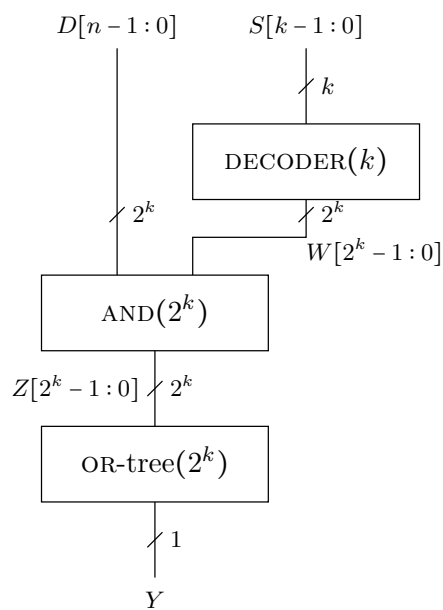 D[n − 1 : 0] S[k − 1 : 0]
k
DECODER(k)
2^k 2^k
W[2^k − 1 : 0]
AND(2^k)
Z[2^k − 1 : 0] 2^k
OR-tree(2^k)
1
Y